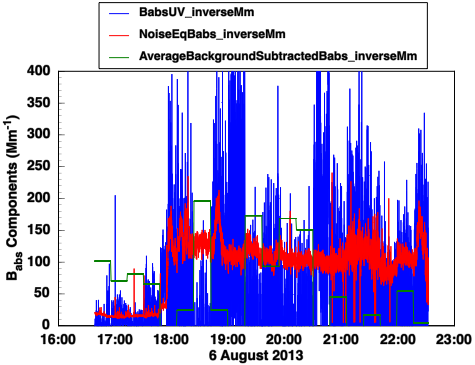 BabsUV_inverseMm
NoiseEqBabs_inverseMm
AverageBackgroundSubtractedBabs_inverseMm
Babs Components (Mm-1)
400
350
300
250
200
150
100
50
0
16:00 17:00 18:00 19:00 20:00 21:00 22:00 23:00
6 August 2013